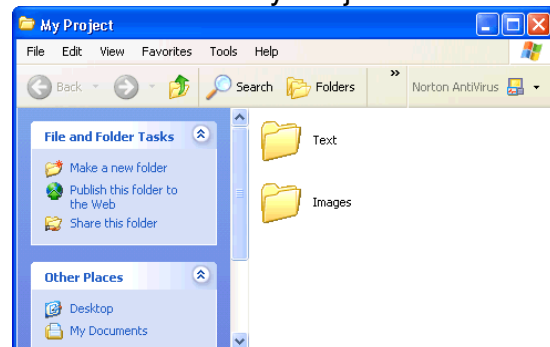 My Project
File Edit View Favorites Tools Help
Back Search Folders » Norton AntiVirus
File and Folder Tasks
Make a new folder
Publish this folder to
the Web
Share this folder
Other Places
Desktop
My Documents
Text
Images